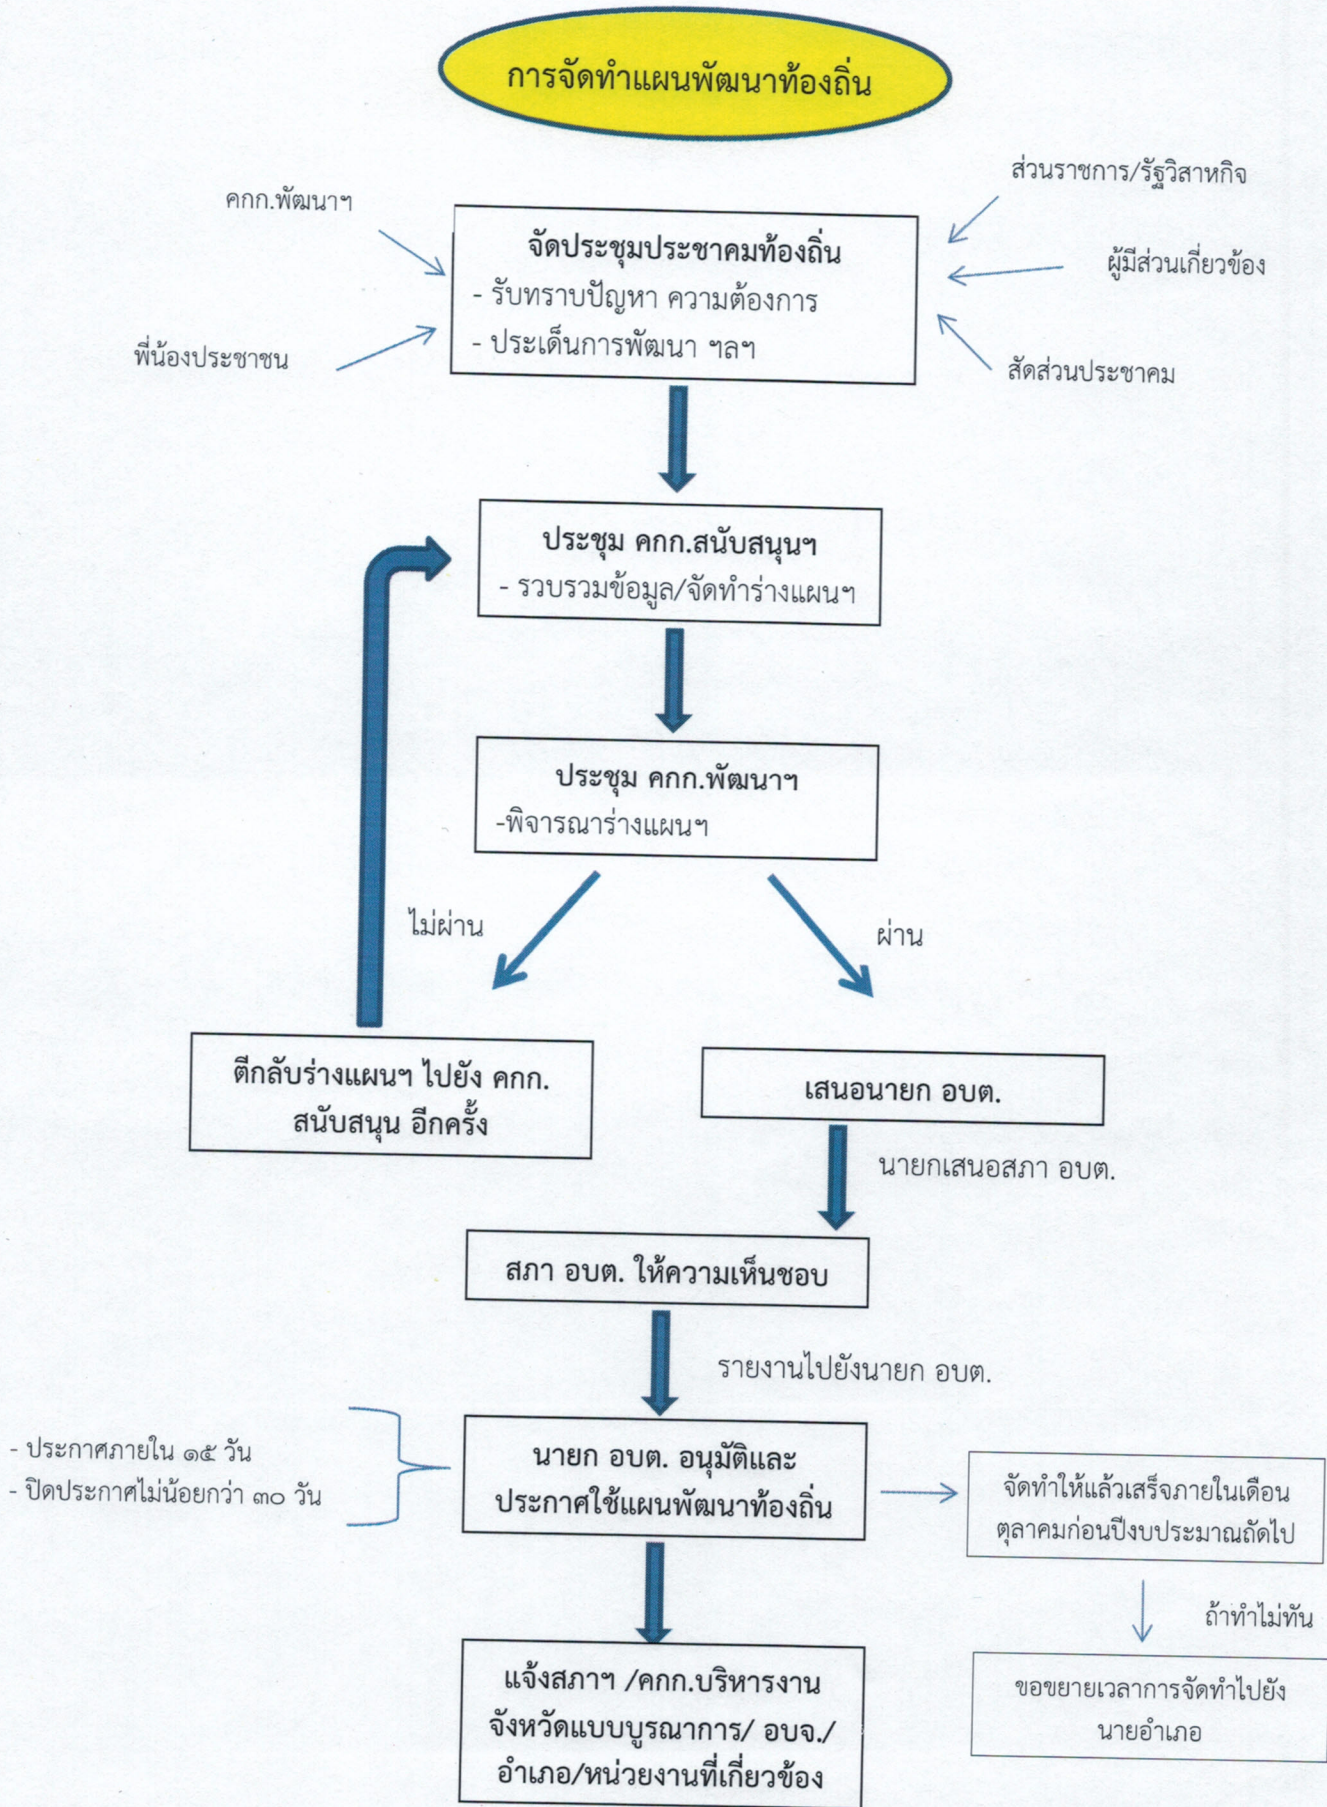 การจัดทำแผนพัฒนาท้องถิ่น
คกก.พัฒนาฯ
ส่วนราชการ/รัฐวิสาหกิจ
จัดประชุมประชาคมท้องถิ่น
- รับทราบปัญหา ความต้องการ
- ประเด็นการพัฒนา ฯลฯ
ผู้มีส่วนเกี่ยวข้อง
พี่น้องประชาชน
สัดส่วนประชาคม
ประชุม คกก.สนับสนุนฯ
- รวบรวมข้อมูล/จัดทำร่างแผนฯ
ประชุม คกก.พัฒนาฯ
-พิจารณาร่างแผนฯ
ไม่ผ่าน
ผ่าน
ตีกลับร่างแผนฯ ไปยัง คกก.
สนับสนุน อีกครั้ง
เสนอนายก อบต.
นายกเสนอสภา อบต.
สภา อบต. ให้ความเห็นชอบ
รายงานไปยังนายก อบต.
- ประกาศภายใน ๑๕ วัน
- ปิดประกาศไม่น้อยกว่า ๓๐ วัน
นายก อบต. อนุมัติและ
ประกาศใช้แผนพัฒนาท้องถิ่น
จัดทำให้แล้วเสร็จภายในเดือน
ตุลาคมก่อนปีงบประมาณถัดไป
ถ้าทำไม่ทัน
แจ้งสภาฯ /คกก.บริหารงาน
จังหวัดแบบบูรณาการ/ อบจ./
อำเภอ/หน่วยงานที่เกี่ยวข้อง
ขอขยายเวลาการจัดทำไปยัง
นายอำเภอ